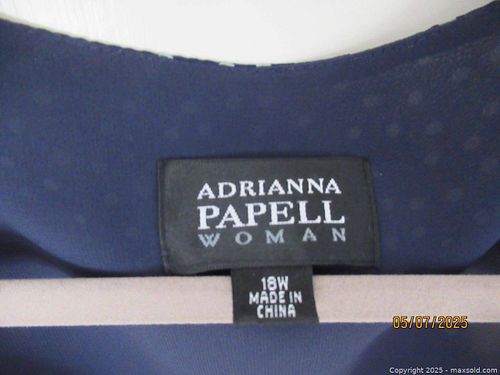 ADRIANNA
PAPELL
WOMAN
18W
MADE IN
CHINA
05/07/2025
Copyright 2025 - maxsold.com